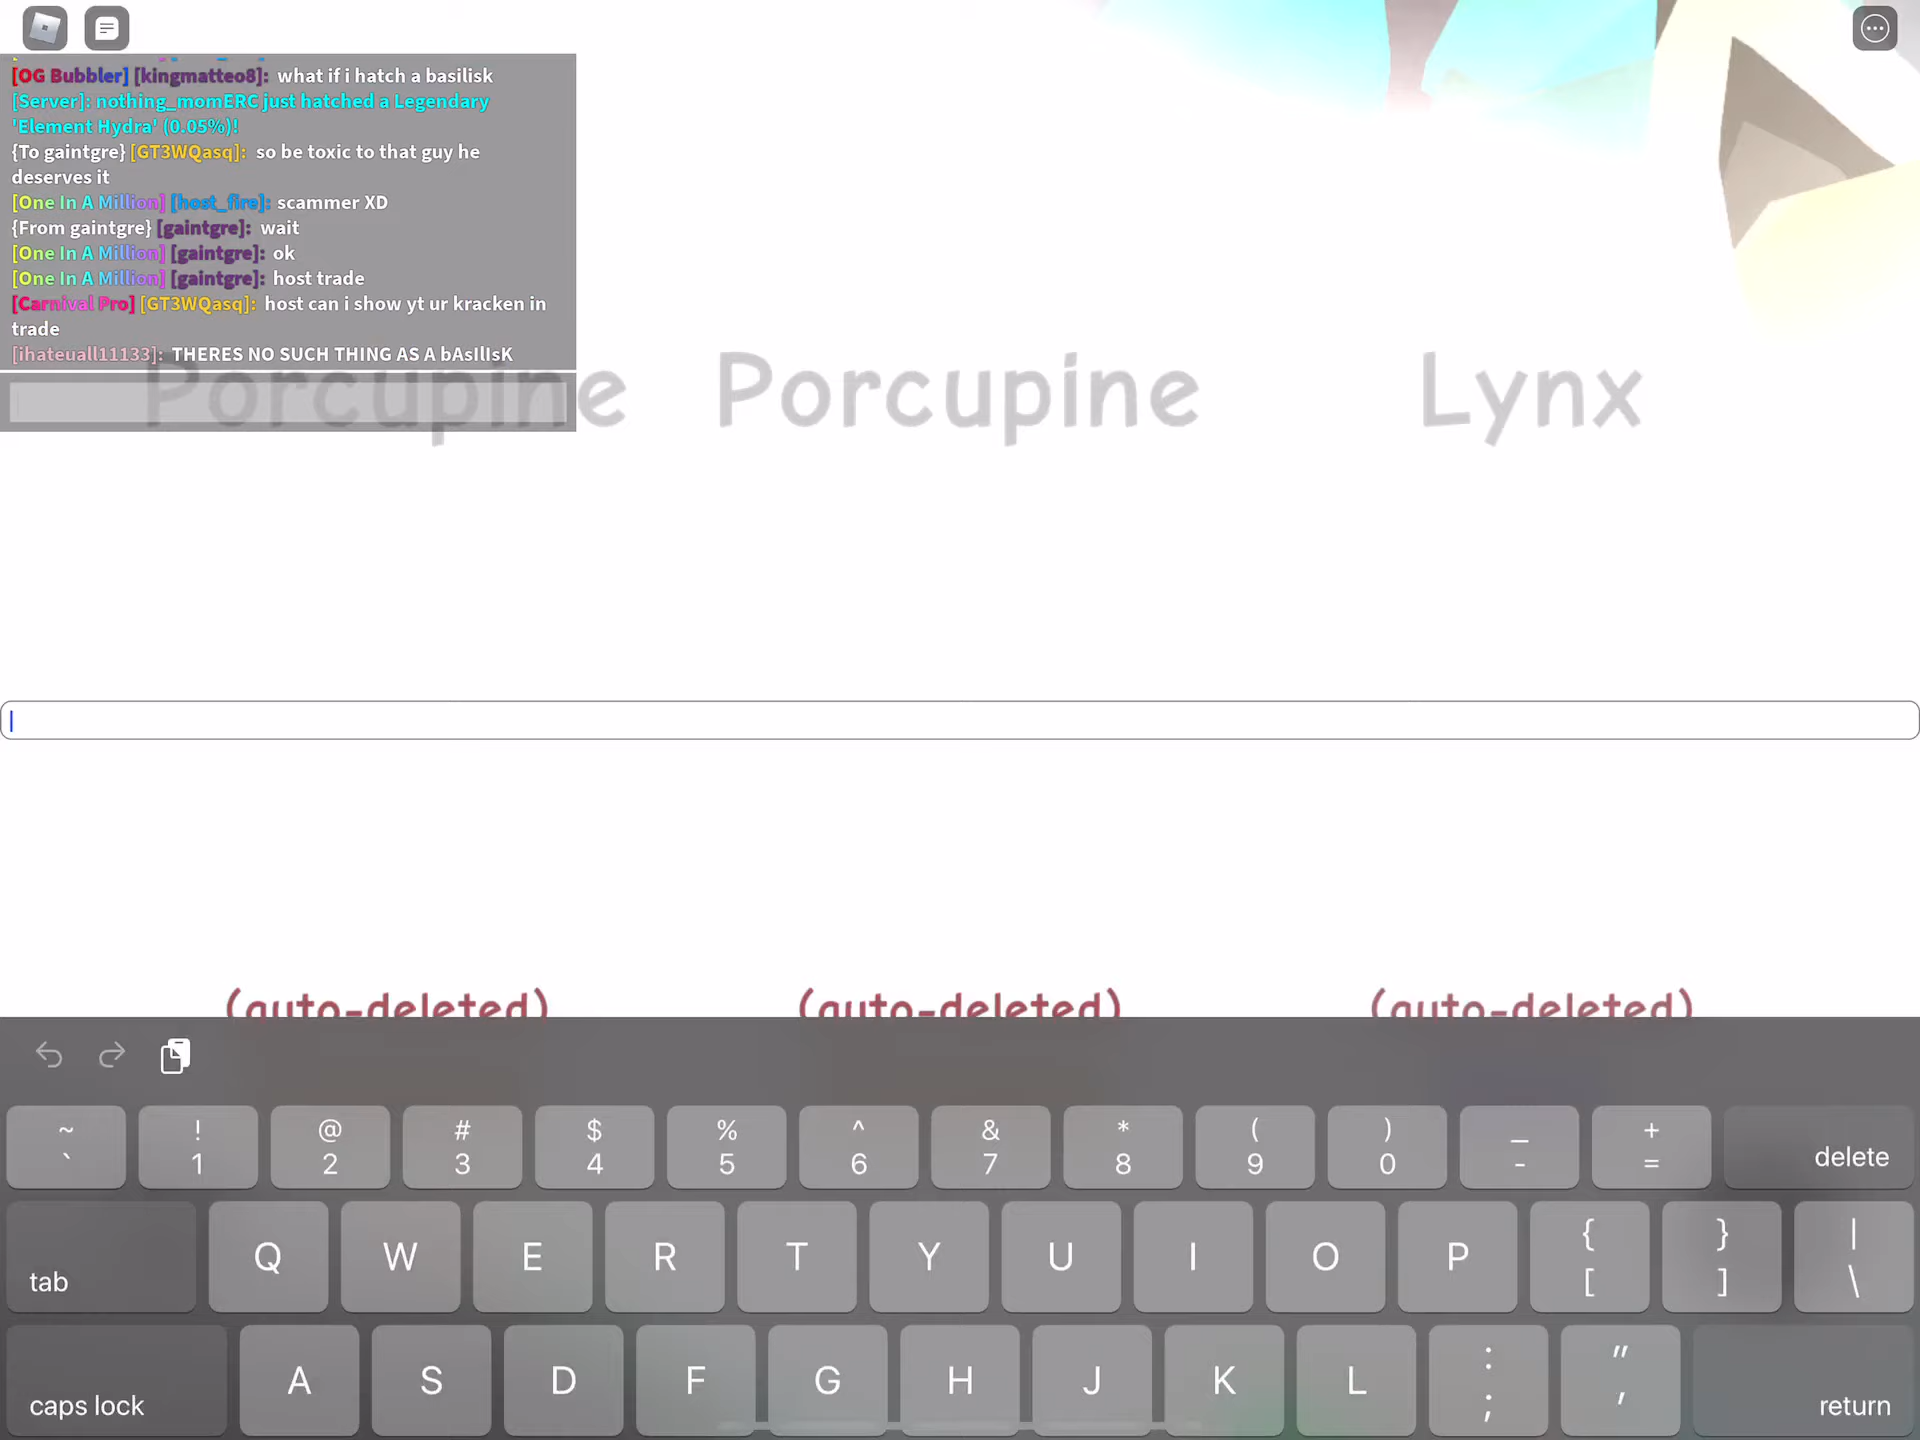 [OG Bubbler] [kingmatteo8]: what if i hatch a basilisk
[Server]: nothing_momERC just hatched a Legendary
'Element Hydra' (0.05%)!
{To gaintgre} [GT3WQasq]: so be toxic to that guy he
deserves it
[One In A Million] [host_fire]: scammer XD
{From gaintgre} [gaintgre]: wait
[One In A Million] [gaintgre]: ok
[One In A Million] [gaintgre]: host trade
[Carnival Pro] [GT3WQasq]: host can i show yt ur kracken in
trade
[ihateuall11133]: THERES NO SUCH THING AS A bAsIlIsK
Porcupine Porcupine Lynx
(auto-deleted) (auto-deleted) (auto-deleted)
~ ! @ # $ % ^ & * ( ) _ +
` 1 2 3 4 5 6 7 8 9 0 - = delete
tab Q W E R T Y U I O P { [ } ] | \
caps lock A S D F G H J K L : ; " ' return